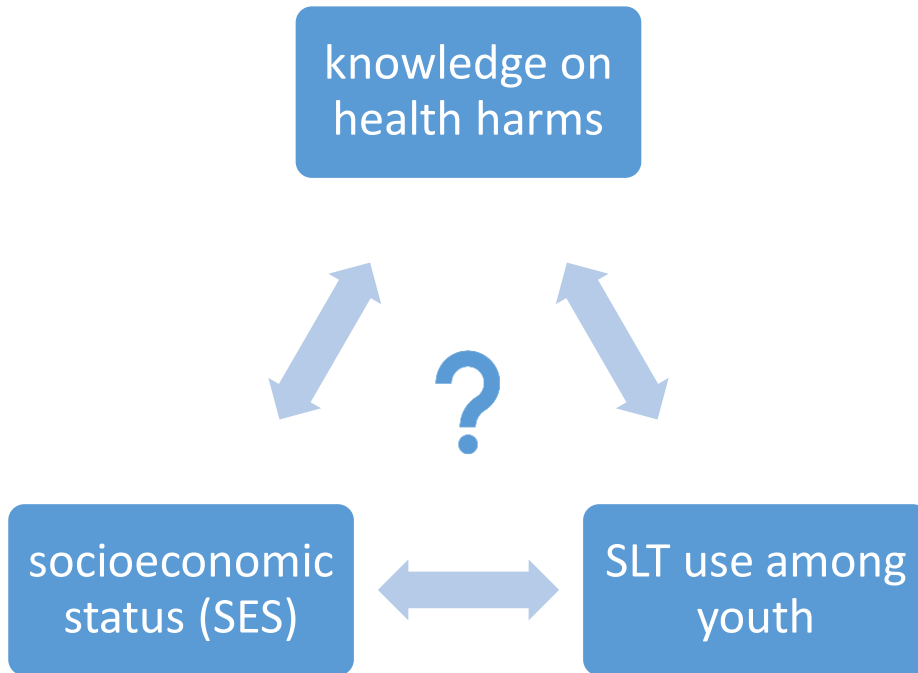 knowledge on
health harms
?
socioeconomic
status (SES)
SLT use among
youth